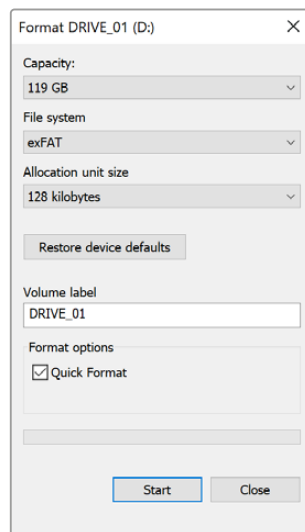 Format DRIVE_01 (D:)
Capacity:
119 GB
File system
exFAT
Allocation unit size
128 kilobytes
Restore device defaults
Volume label
DRIVE_01
Format options
Quick Format
Start Close